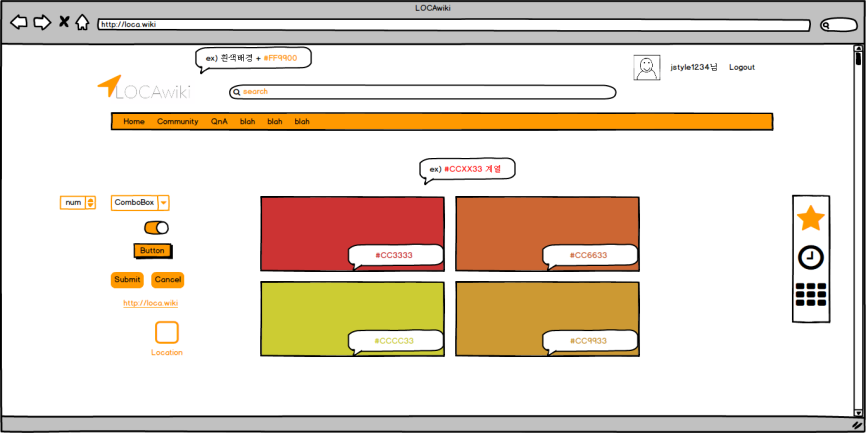 LOCAwiki
http://loca.wiki
ex) 흰색배경 + #FF9900
jstyle1234님 Logout
LOCAwiki
search
Home Community QnA blah blah blah
ex) #CCXX33 계열
num ComboBox
Button
#CC3333 #CC6633
Submit Cancel
http://loca.wiki
#CCCC33 #CC9933
Location